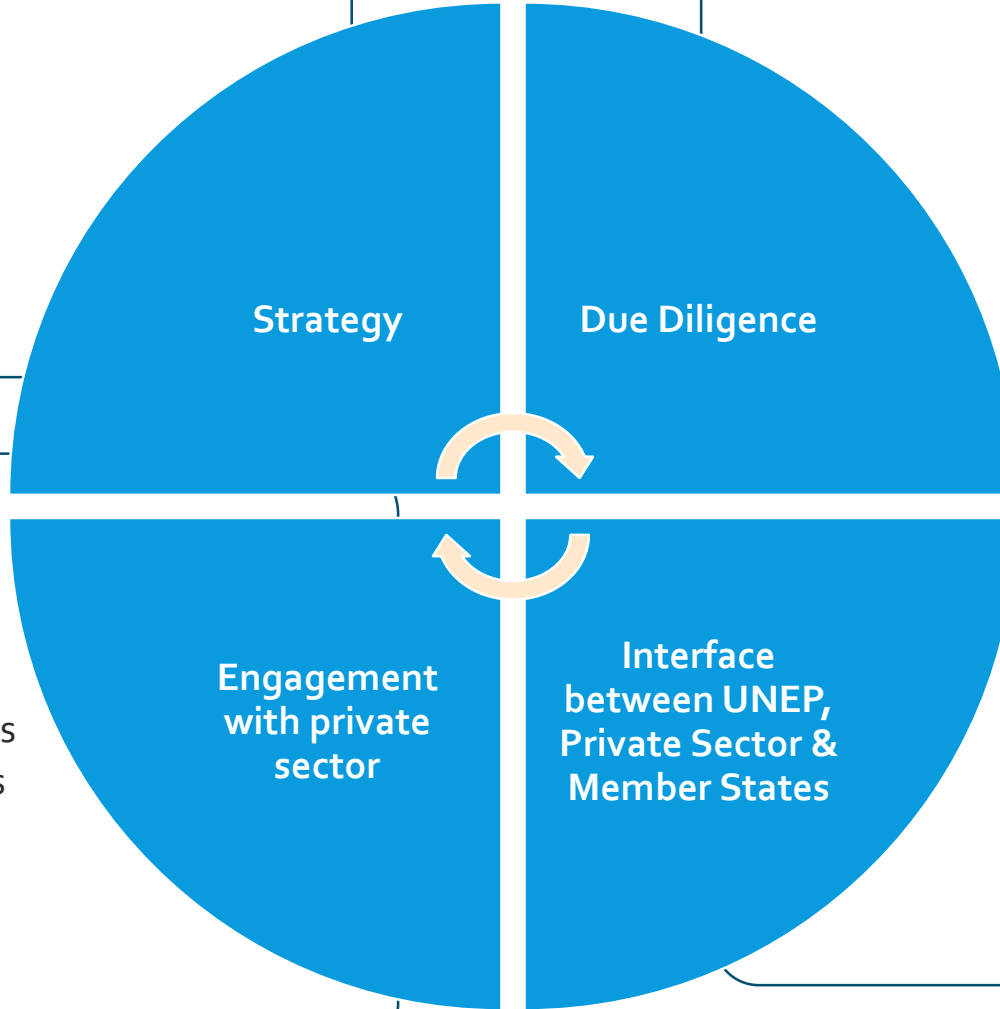 Strategy
Due Diligence
Engagement
with private
sector
Interface
between UNEP,
Private Sector &
Member States
s
s